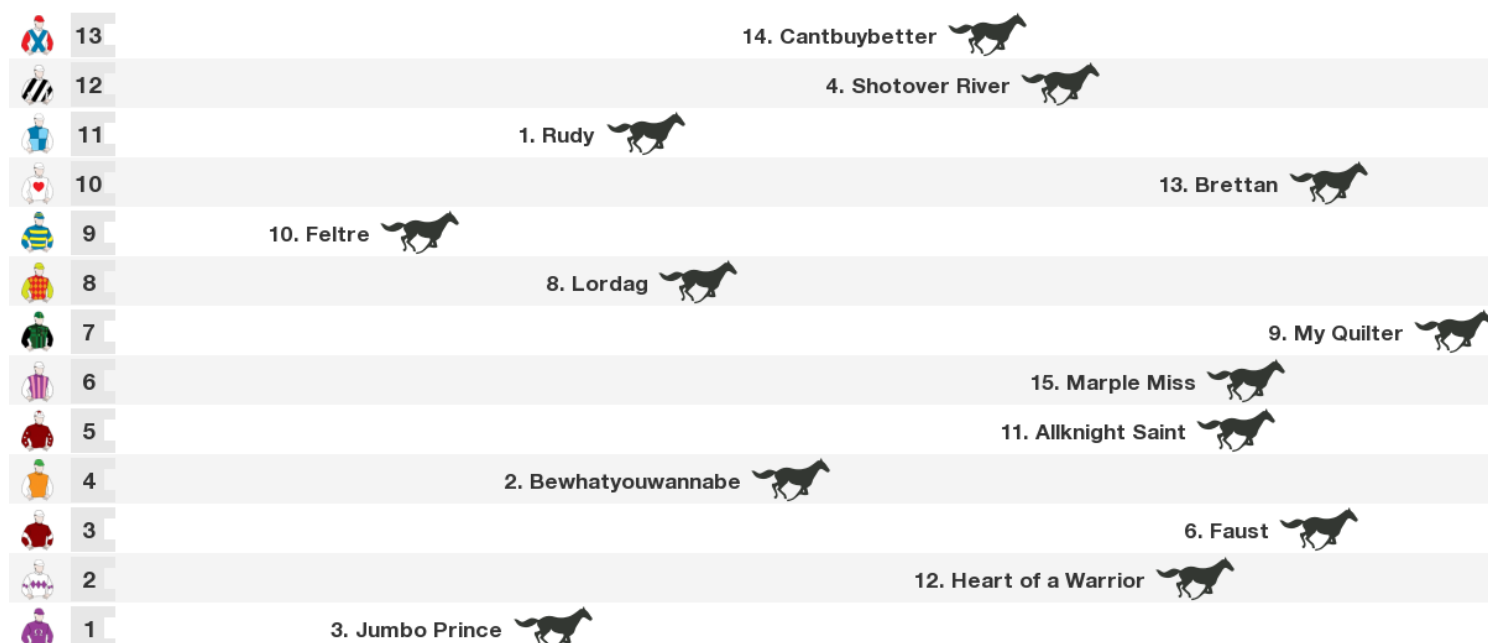 13 14. Cantbuybetter
12 4. Shotover River
11 1. Rudy
10 13. Brettan
9 10. Feltre
8 8. Lordag
7 9. My Quilter
6 15. Marple Miss
5 11. Allknight Saint
4 2. Bewhatyouwannabe
3 6. Faust
2 12. Heart of a Warrior
1 3. Jumbo Prince